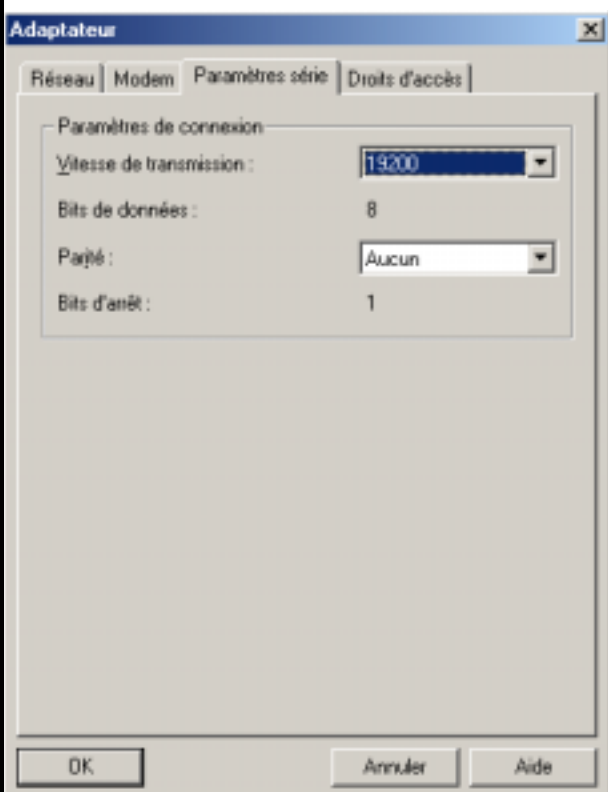 Adaptateur
Réseau Modem Paramètres série Droits d'accès
Paramètres de connexion
Vitesse de transmission : 19200
Bits de données : 8
Parité : Aucun
Bits d'arrêt : 1
OK Annuler Aide